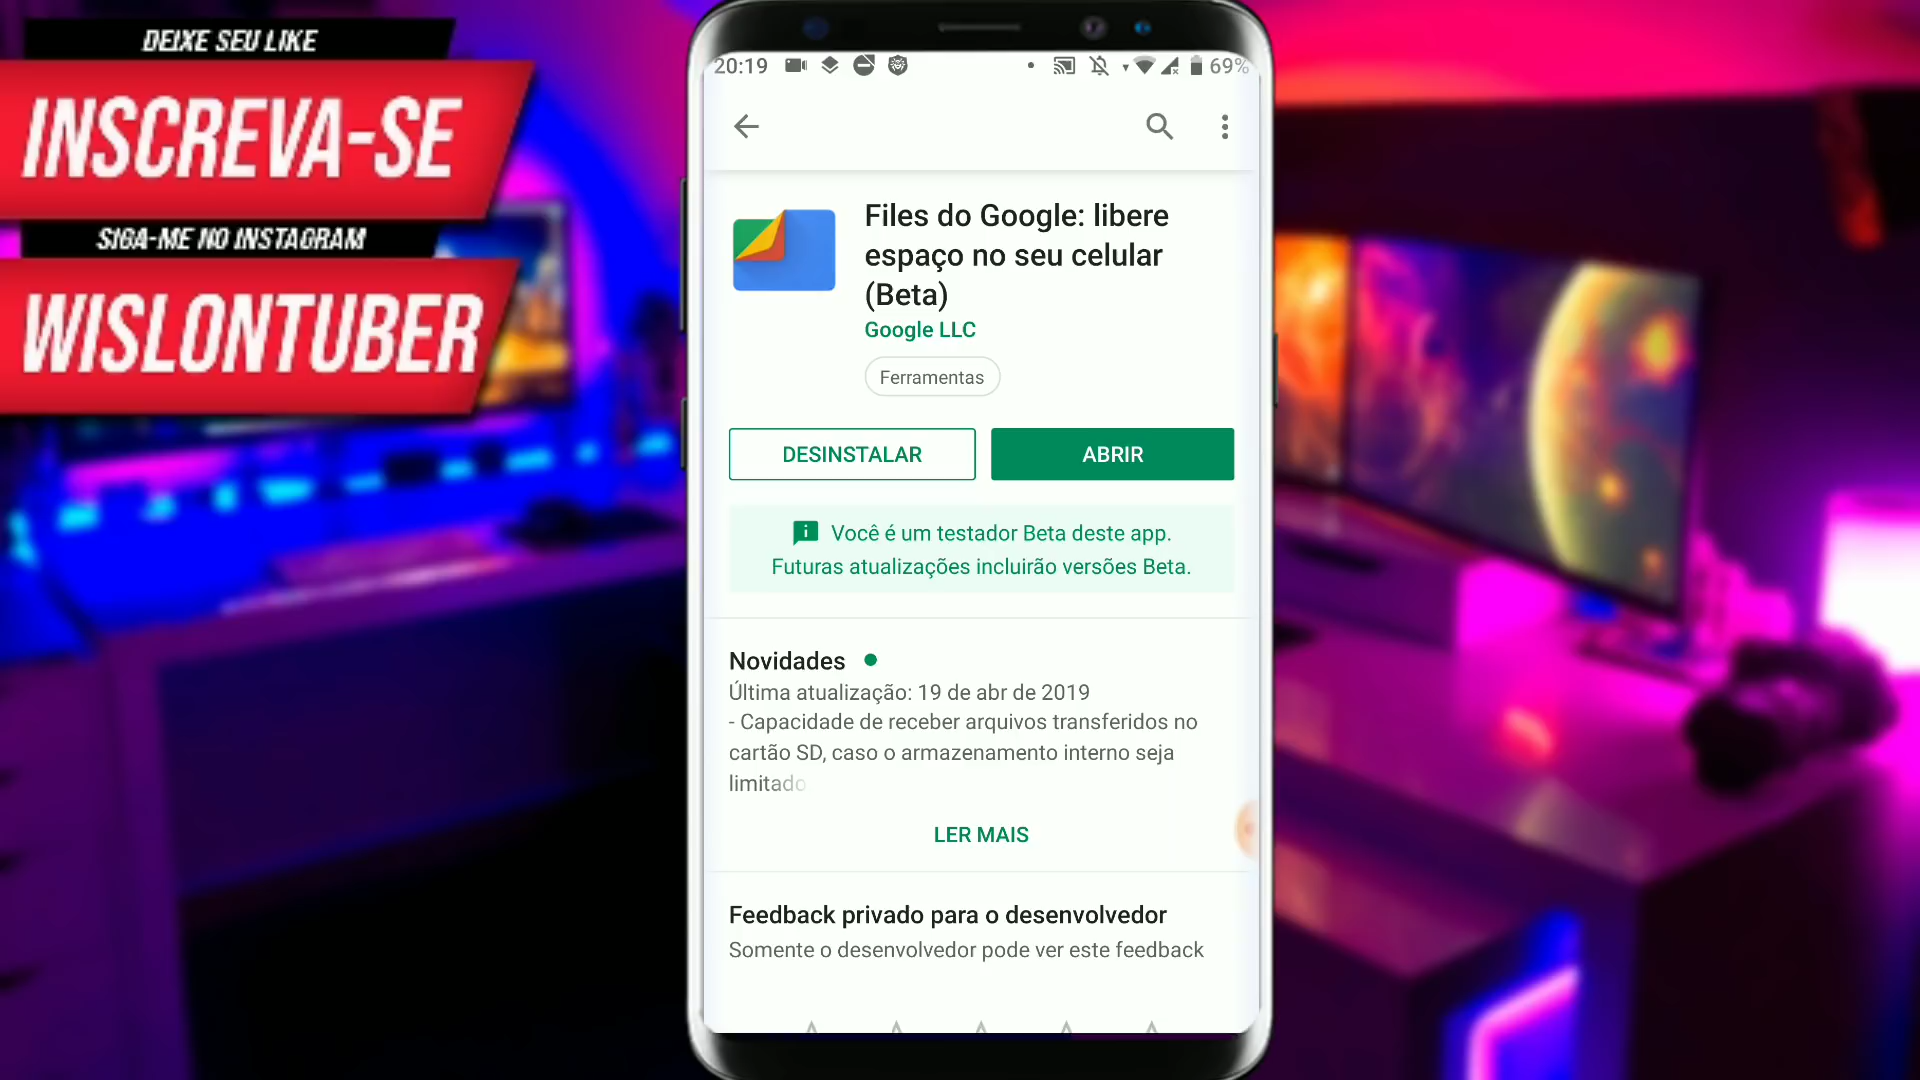 DEIXE SEU LIKE
INSCREVA-SE
SIGA-ME NO INSTAGRAM
WISLONTUBER
20:19
69%
Files do Google: libere
espaço no seu celular
(Beta)
Google LLC
Ferramentas
DESINSTALAR
ABRIR
Você é um testador Beta deste app.
Futuras atualizações incluirão versões Beta.
Novidades
Última atualização: 19 de abr de 2019
- Capacidade de receber arquivos transferidos no
cartão SD, caso o armazenamento interno seja
limitado
LER MAIS
Feedback privado para o desenvolvedor
Somente o desenvolvedor pode ver este feedback